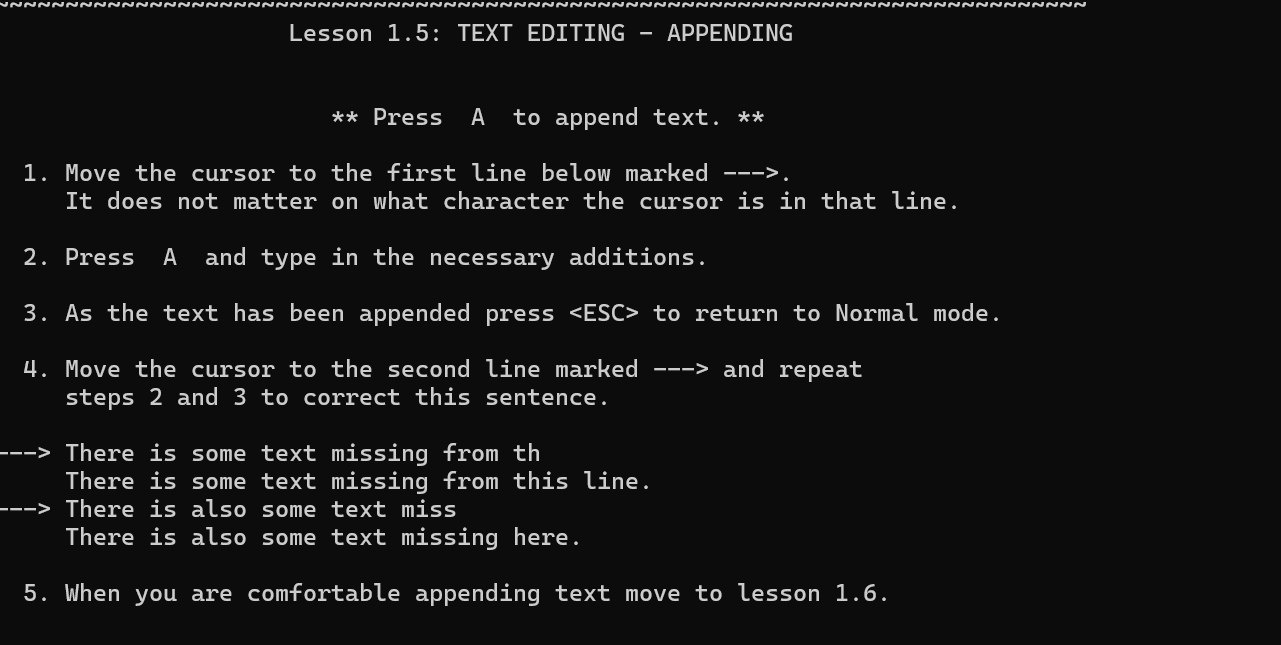 ~~~~~~~~~~~~~~~~~~~~~~~~~~~~~~~~~~~~~~~~~~~~~~~~~~~~~~~~~~~~~~~~~~~~~~~~~~~~~~
Lesson 1.5: TEXT EDITING - APPENDING
** Press  A  to append text. **
1. Move the cursor to the first line below marked --->.
It does not matter on what character the cursor is in that line.
2. Press  A  and type in the necessary additions.
3. As the text has been appended press <ESC> to return to Normal mode.
4. Move the cursor to the second line marked ---> and repeat
steps 2 and 3 to correct this sentence.
---> There is some text missing from th
There is some text missing from this line.
---> There is also some text miss
There is also some text missing here.
5. When you are comfortable appending text move to lesson 1.6.